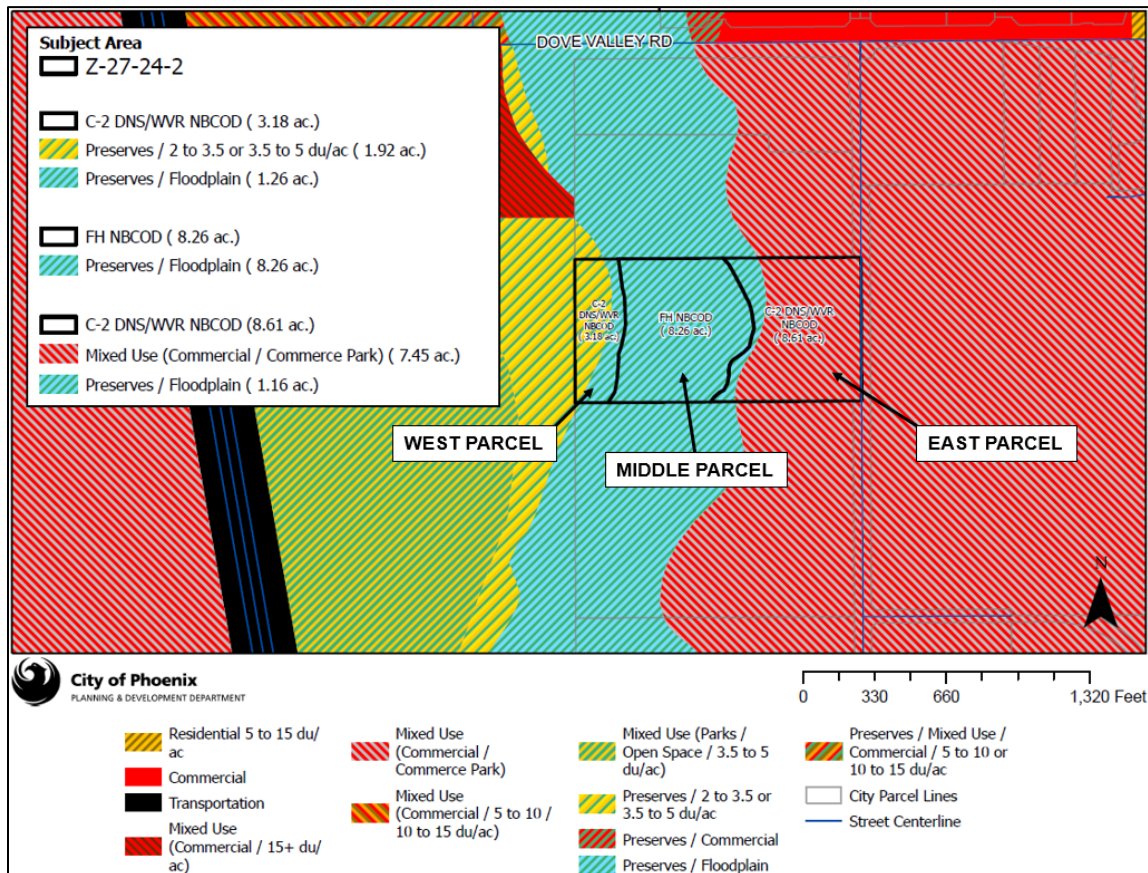 DOVE VALLEY RD
Subject Area
Z-27-24-2
C-2 DNS/WVR NBCOD ( 3.18 ac.)
Preserves / 2 to 3.5 or 3.5 to 5 du/ac ( 1.92 ac.)
Preserves / Floodplain ( 1.26 ac.)
FH NBCOD ( 8.26 ac.)
Preserves / Floodplain ( 8.26 ac.)
C-2 DNS/WVR NBCOD (8.61 ac.)
Mixed Use (Commercial / Commerce Park) ( 7.45 ac.)
Preserves / Floodplain ( 1.16 ac.)
C-2
DNS/WVR
NBCOD
( 3.18 ac.)
FH NBCOD
( 8.26 ac.)
C-2 DNS/WVR
NBCOD
( 8.61 ac.)
WEST PARCEL
MIDDLE PARCEL
EAST PARCEL
N
City of Phoenix
PLANNING & DEVELOPMENT DEPARTMENT
0 330 660 1,320 Feet
Residential 5 to 15 du/
ac
Commercial
Transportation
Mixed Use
(Commercial / 15+ du/
ac)
Mixed Use
(Commercial /
Commerce Park)
Mixed Use
(Commercial / 5 to 10 /
10 to 15 du/ac)
Mixed Use (Parks /
Open Space / 3.5 to 5
du/ac)
Preserves / 2 to 3.5 or
3.5 to 5 du/ac
Preserves / Commercial
Preserves / Floodplain
Preserves / Mixed Use /
Commercial / 5 to 10 or
10 to 15 du/ac
City Parcel Lines
Street Centerline